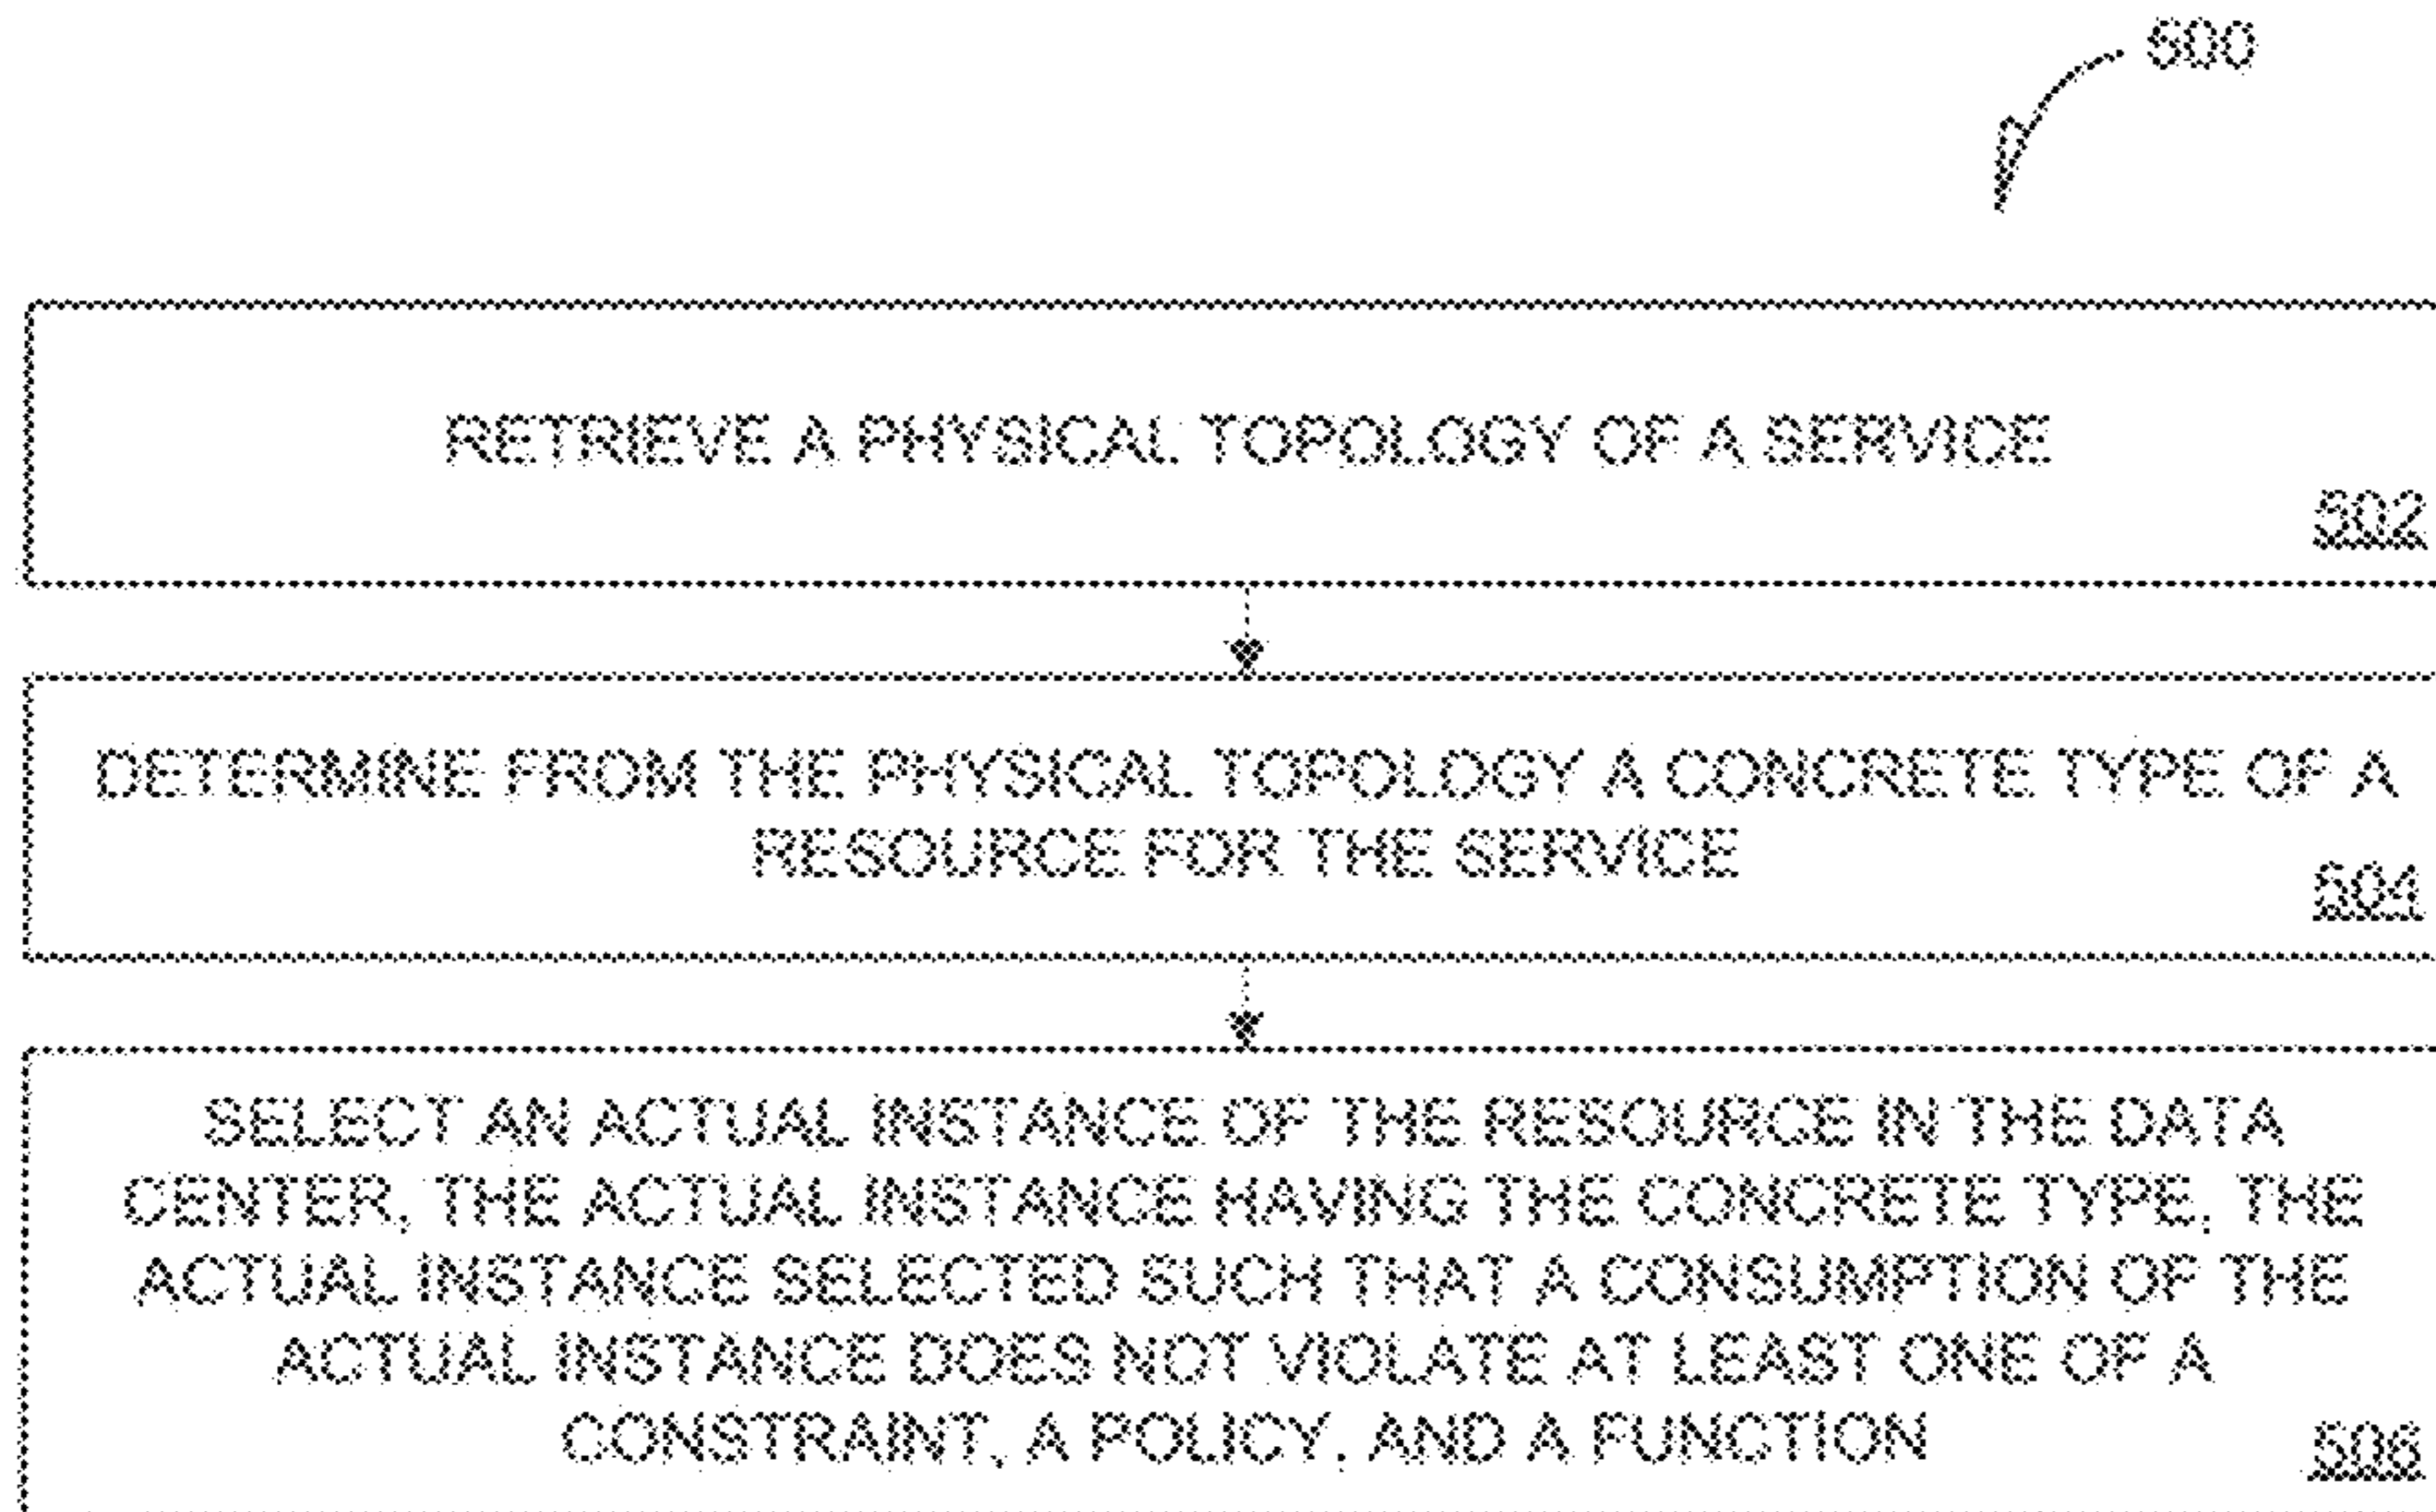 500
RETRIEVE A PHYSICAL TOPOLOGY OF A SERVICE
502
DETERMINE FROM THE PHYSICAL TOPOLOGY A CONCRETE TYPE OF A
RESOURCE FOR THE SERVICE
504
SELECT AN ACTUAL INSTANCE OF THE RESOURCE IN THE DATA
CENTER, THE ACTUAL INSTANCE HAVING THE CONCRETE TYPE, THE
ACTUAL INSTANCE SELECTED SUCH THAT A CONSUMPTION OF THE
ACTUAL INSTANCE DOES NOT VIOLATE AT LEAST ONE OF A
CONSTRAINT, A POLICY, AND A FUNCTION
506